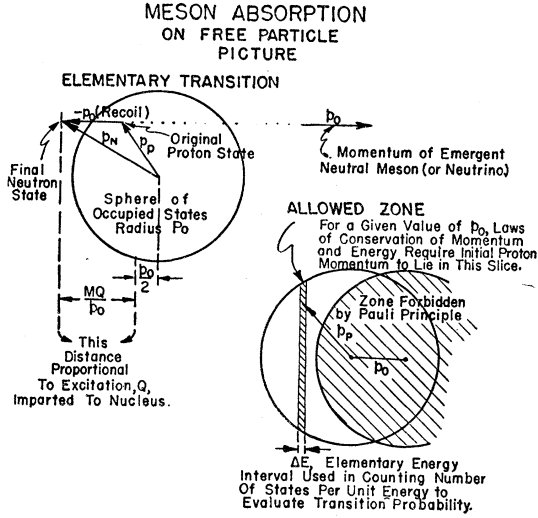 MESON ABSORPTION
ON FREE PARTICLE
PICTURE
ELEMENTARY TRANSITION
-p₀(Recoil)
p_N
p_P
Original
Proton State
p₀
Momentum of Emergent
Neutral Meson (or Neutrino)
Final
Neutron
State
Sphere of
Occupied States
Radius P₀
p₀
2
MQ
p₀
This
Distance
Proportional
To Excitation,Q,
Imparted To Nucleus.
ALLOWED ZONE
For a Given Value of p₀, Laws
of Conservation of Momentum
and Energy Require Initial Proton
Momentum to Lie in This Slice.
Zone Forbidden
by Pauli Principle
p_P
p₀
ΔE, Elementary Energy
Interval Used in Counting Number
Of States Per Unit Energy to
Evaluate Transition Probability.